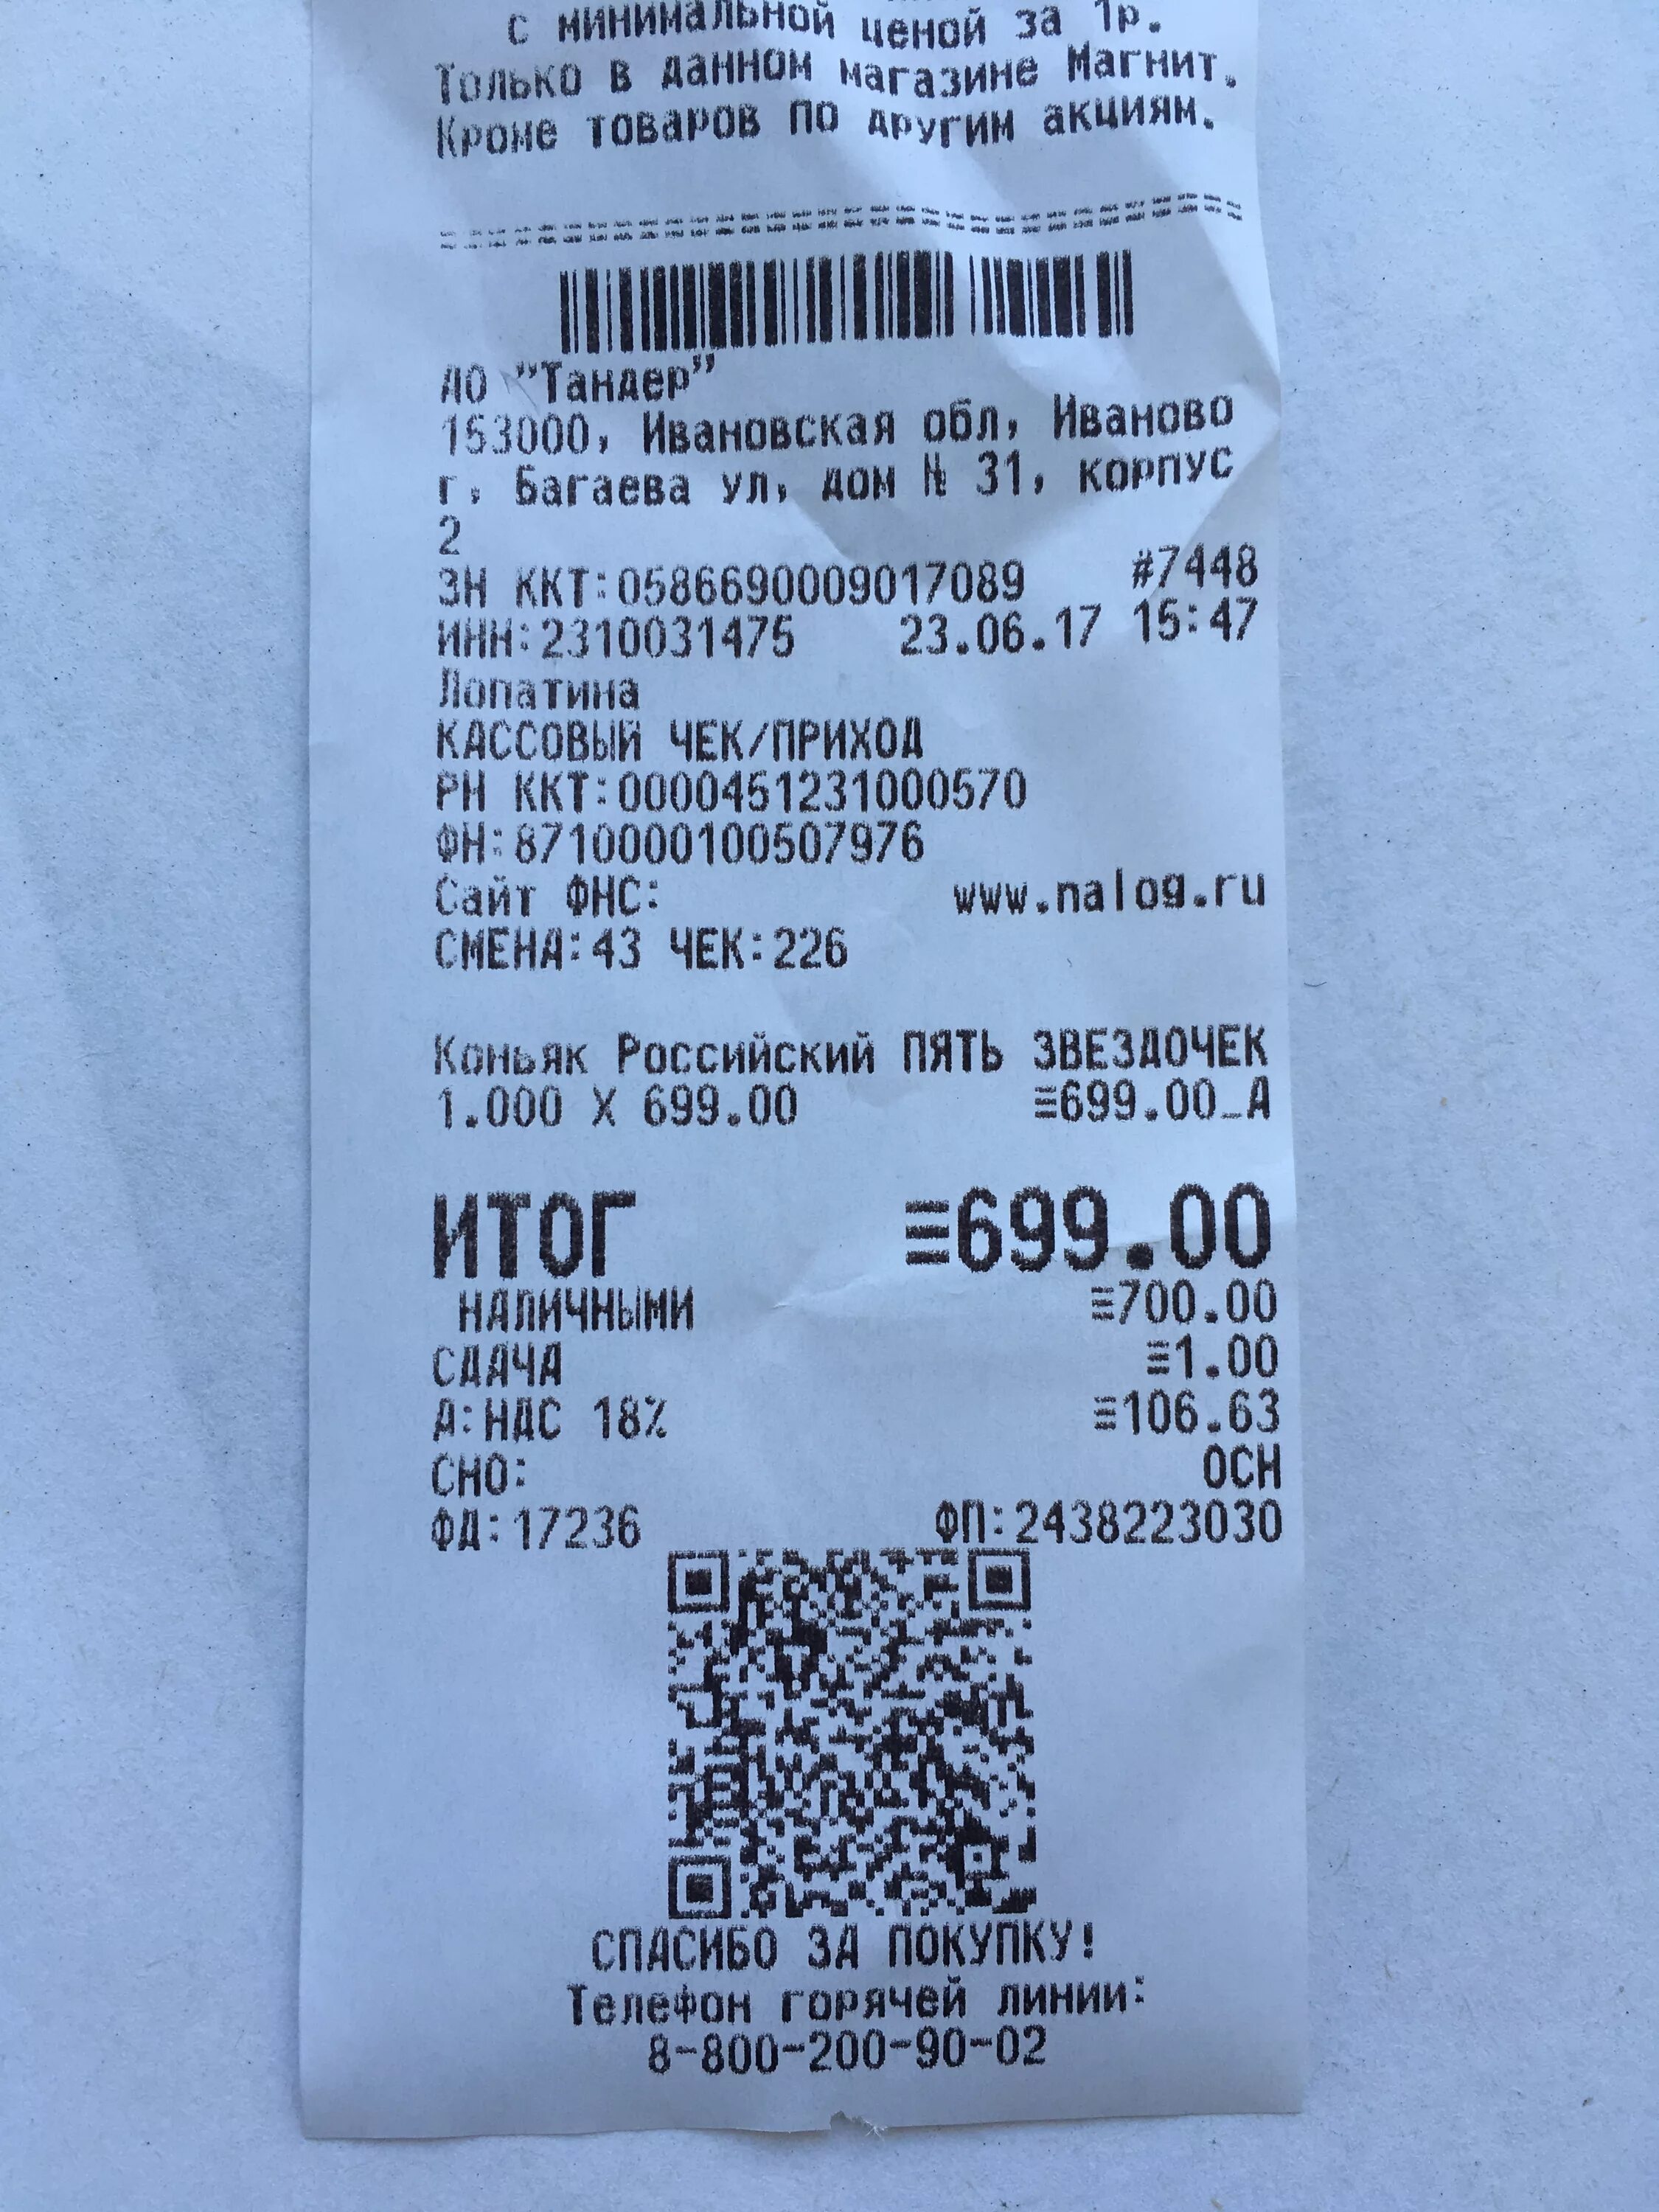 с минимальной ценой за 1р.
Только в данном магазине Магнит.
Кроме товаров по другим акциям.
================================
АО "Тандер"
153000, Ивановская обл, Иваново
г, Багаева ул, дом № 31, корпус
2
ЗН ККТ:0586690009017089 #7448
ИНН:2310031475 23.06.17 15:47
Лопатина
КАССОВЫЙ ЧЕК/ПРИХОД
РН ККТ:0000451231000570
ФН:8710000100507976
Сайт ФНС: www.nalog.ru
СМЕНА:43 ЧЕК:226
Коньяк Российский ПЯТЬ ЗВЕЗДОЧЕК
1.000 X 699.00 ≡699.00_А
ИТОГ ≡699.00
НАЛИЧНЫМИ ≡700.00
СДАЧА ≡1.00
А:НДС 18% ≡106.63
СНО: ОСН
ФД:17236 ФП:2438223030
СПАСИБО ЗА ПОКУПКУ!
Телефон горячей линии:
8-800-200-90-02